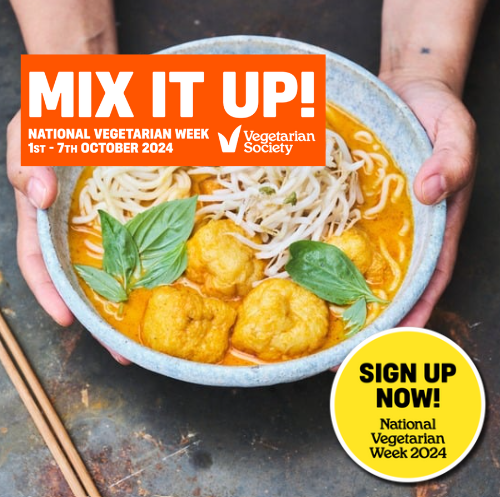 MIX IT UP!
NATIONAL VEGETARIAN WEEK
1ST - 7TH OCTOBER 2024
Vegetarian
Society
SIGN UP
NOW!
National
Vegetarian
Week 2024